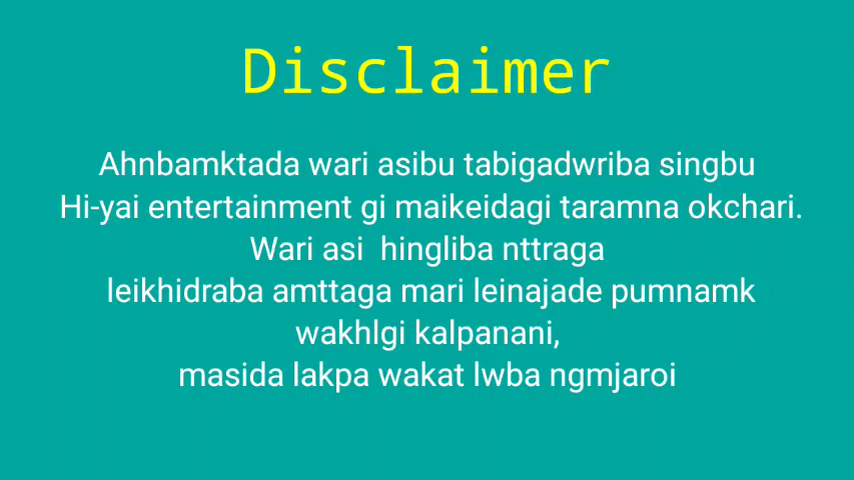 Disclaimer
Ahnbamktada wari asibu tabigadwriba singbu
Hi-yai entertainment gi maikeidagi taramna okchari.
Wari asi hingliba nttraga
leikhidraba amttaga mari leinajade pumnamk
wakhlgi kalpanani,
masida lakpa wakat lwba ngmjaroi